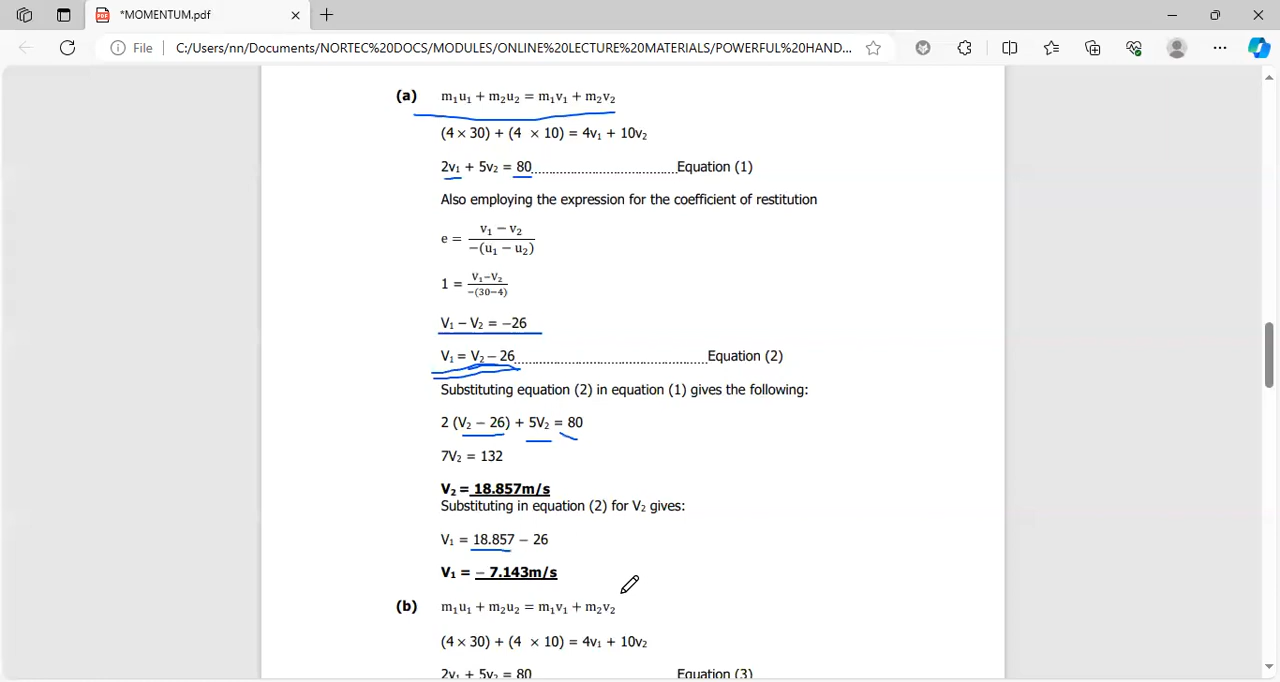 *MOMENTUM.pdf
File C:/Users/nn/Documents/NORTEC%20DOCS/MODULES/ONLINE%20LECTURE%20MATERIALS/POWERFUL%20HAND...
(a) m₁u₁ + m₂u₂ = m₁v₁ + m₂v₂
(4 × 30) + (4 × 10) = 4v₁ + 10v₂
2v₁ + 5v₂ = 80........................................Equation (1)
Also employing the expression for the coefficient of restitution
e = (v₁ − v₂) / (−(u₁ − u₂))
1 = (V₁−V₂) / (−(30−4))
V₁ − V₂ = −26
V₁ = V₂ − 26........................................Equation (2)
Substituting equation (2) in equation (1) gives the following:
2 (V₂ − 26) + 5V₂ = 80
7V₂ = 132
V₂ = 18.857m/s
Substituting in equation (2) for V₂ gives:
V₁ = 18.857 − 26
V₁ = − 7.143m/s
(b) m₁u₁ + m₂u₂ = m₁v₁ + m₂v₂
(4 × 30) + (4 × 10) = 4v₁ + 10v₂
2v₁ + 5v₂ = 80 Equation (3)